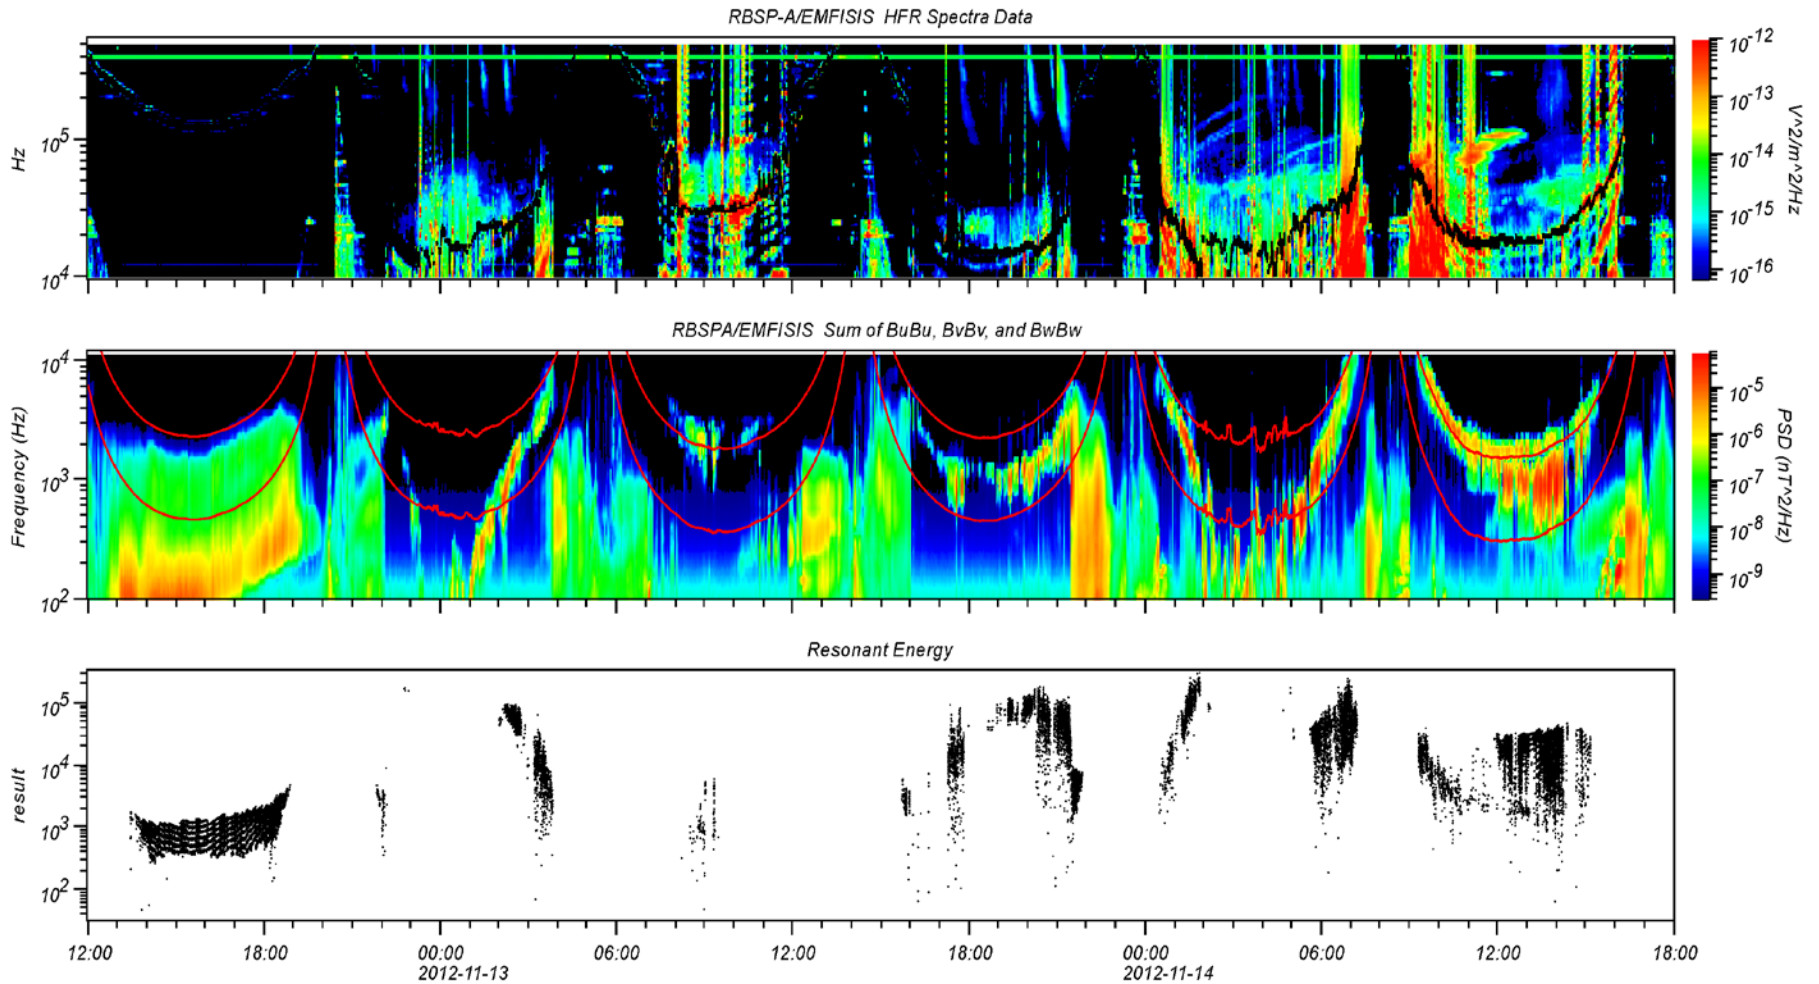 RBSP-A/EMFISIS HFR Spectra Data
Hz
10^5
10^4
10^-12
10^-13
10^-14
10^-15
10^-16
V^2/m^2/Hz
RBSPA/EMFISIS Sum of BuBu, BvBv, and BwBw
Frequency (Hz)
10^4
10^3
10^2
10^-5
10^-6
10^-7
10^-8
10^-9
PSD (nT^2/Hz)
Resonant Energy
result
10^5
10^4
10^3
10^2
12:00 18:00 00:00 06:00 12:00 18:00 00:00 06:00 12:00 18:00
2012-11-13 2012-11-14